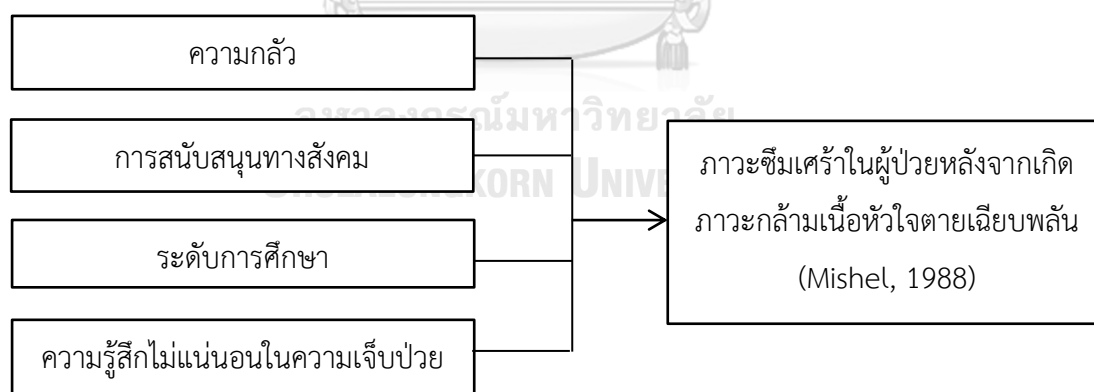 ความกลัว
การสนับสนุนทางสังคม
ระดับการศึกษา
ความรู้สึกไม่แน่นอนในความเจ็บป่วย
ภาวะซึมเศร้าในผู้ป่วยหลังจากเกิด
ภาวะกล้ามเนื้อหัวใจตายเฉียบพลัน
(Mishel, 1988)